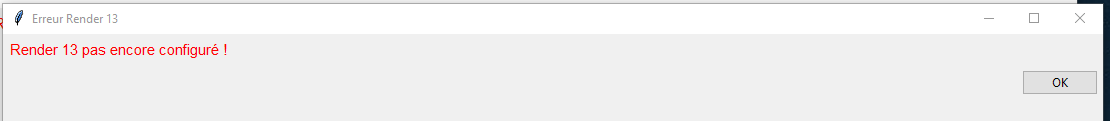 Erreur Render 13
Render 13 pas encore configuré !
OK